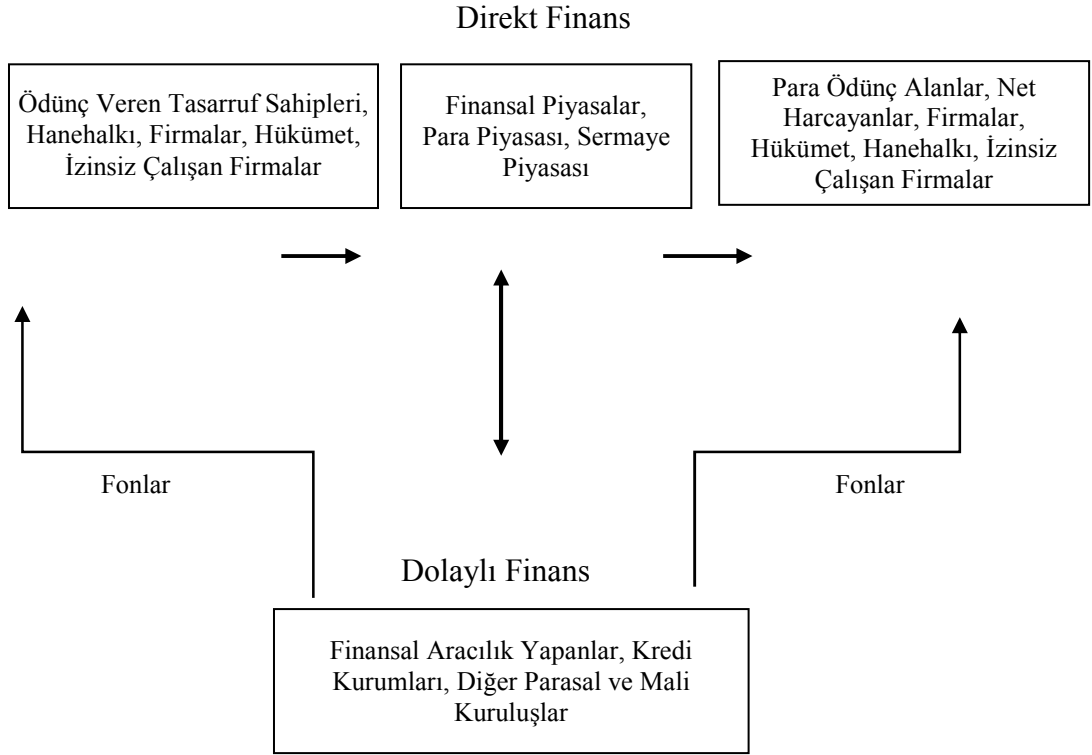 Direkt Finans
Ödünç Veren Tasarruf Sahipleri,
Hanehalkı, Firmalar, Hükümet,
İzinsiz Çalışan Firmalar
Finansal Piyasalar,
Para Piyasası, Sermaye
Piyasası
Para Ödünç Alanlar, Net
Harcayanlar, Firmalar,
Hükümet, Hanehalkı, İzinsiz
Çalışan Firmalar
Fonlar
Fonlar
Dolaylı Finans
Finansal Aracılık Yapanlar, Kredi
Kurumları, Diğer Parasal ve Mali
Kuruluşlar